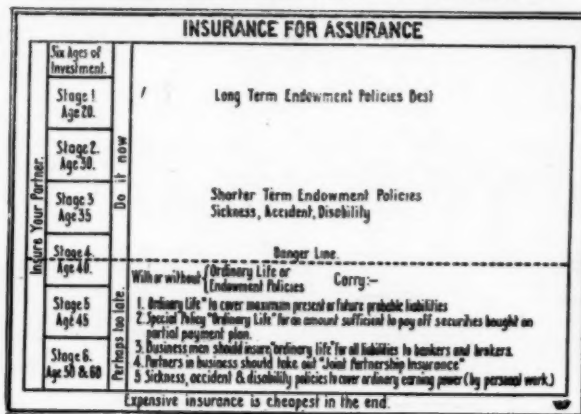 INSURANCE FOR ASSURANCE
Insure Your Partner.
Six Ages of
Investment.
Stage 1
Age 20.
Stage 2.
Age 30.
Stage 3
Age 35
Stage 4.
Age 40.
Stage 5
Age 45
Stage 6.
Age 50 & 60
Do it now
Perhaps too late.
Long Term Endowment Policies Best
Shorter Term Endowment Policies
Sickness, Accident, Disability
Danger Line.
With or without { Ordinary Life or
Endowment Policies
Carry:-
1. Ordinary Life" to cover maximum present or future probable liabilities
2. Special Policy "Ordinary Life" for an amount sufficient to pay off securities bought on
partial payment plan.
3. Business men should insure "ordinary life" for all liabilities to bankers and brokers.
4. Partners in business should take out "Joint Partnership Insurance"
5 Sickness, accident & disability policies to cover ordinary earning power (by personal work)
Expensive insurance is cheapest in the end.